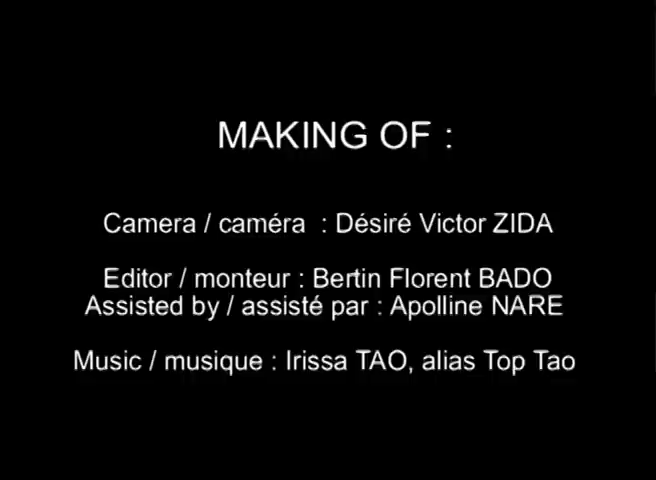 MAKING OF :
Camera / caméra  : Désiré Victor ZIDA
Editor / monteur : Bertin Florent BADO
Assisted by / assisté par : Apolline NARE
Music / musique : Irissa TAO, alias Top Tao